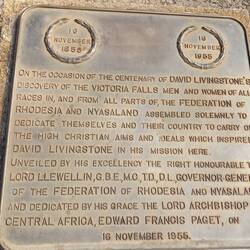 16
NOVEMBER
1855
16
NOVEMBER
1955
ON THE OCCASION OF THE CENTENARY OF DAVID LIVINGSTONE'S
DISCOVERY OF THE VICTORIA FALLS MEN AND WOMEN OF ALL
RACES IN, AND FROM ALL PARTS OF, THE FEDERATION OF
RHODESIA AND NYASALAND ASSEMBLED SOLEMNLY TO
DEDICATE THEMSELVES AND THEIR COUNTRY TO CARRY ON
THE HIGH CHRISTIAN AIMS AND IDEALS WHICH INSPIRED
DAVID LIVINGSTONE IN HIS MISSION HERE.
UNVEILED BY HIS EXCELLENCY THE RIGHT HONOURABLE THE
LORD LLEWELLIN, G.B.E., M.C., T.D., D.L., GOVERNOR-GENERAL
OF THE FEDERATION OF RHODESIA AND NYASALAND
AND DEDICATED BY HIS GRACE THE LORD ARCHBISHOP OF
CENTRAL AFRICA, EDWARD FRANCIS PAGET, ON
16 NOVEMBER 1955.